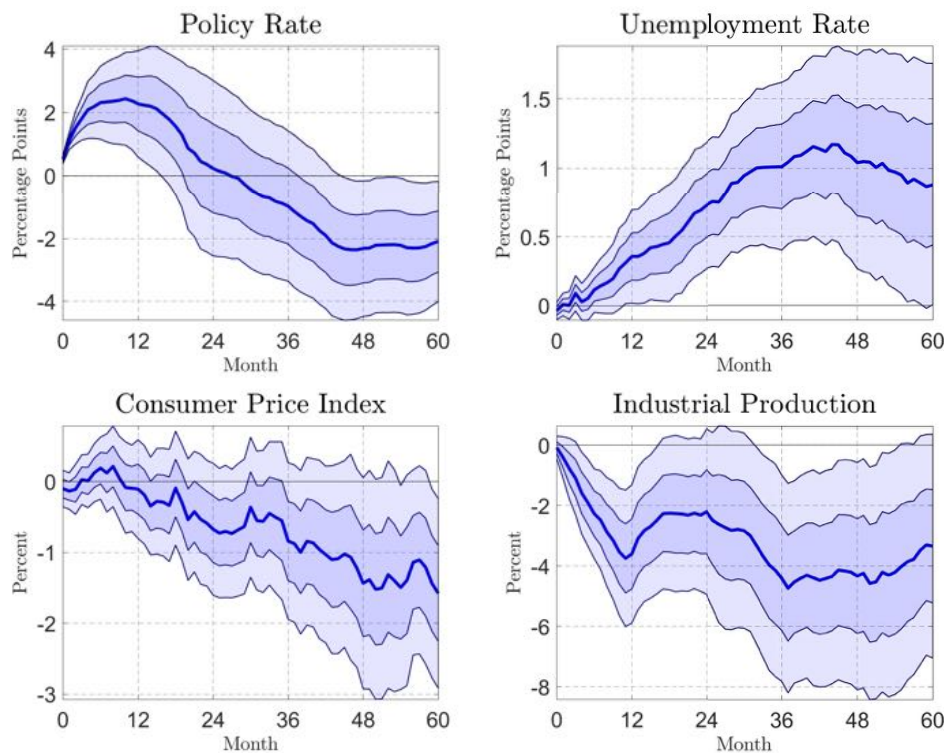 Policy Rate
Percentage Points
4
2
0
-2
-4
0 12 24 36 48 60
Month
Unemployment Rate
Percentage Points
1.5
1
0.5
0
0 12 24 36 48 60
Month
Consumer Price Index
Percent
0
-1
-2
-3
0 12 24 36 48 60
Month
Industrial Production
Percent
0
-2
-4
-6
-8
0 12 24 36 48 60
Month